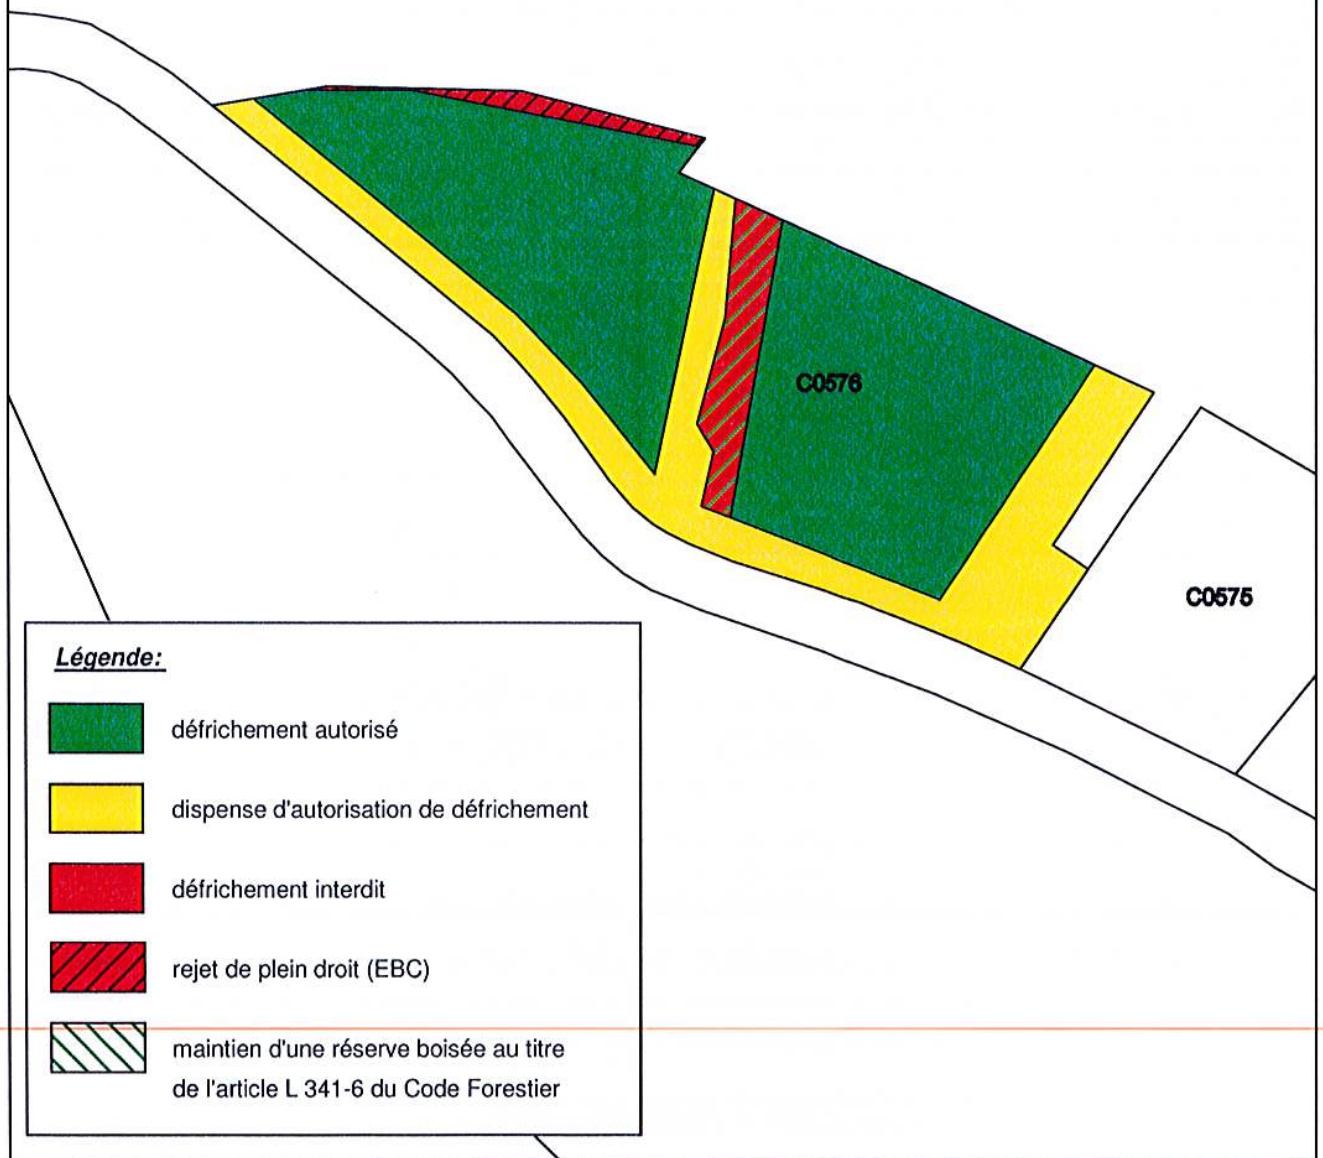 C0576
C0575
Légende:
défrichement autorisé
dispense d'autorisation de défrichement
défrichement interdit
rejet de plein droit (EBC)
maintien d'une réserve boisée au titre
de l'article L 341-6 du Code Forestier